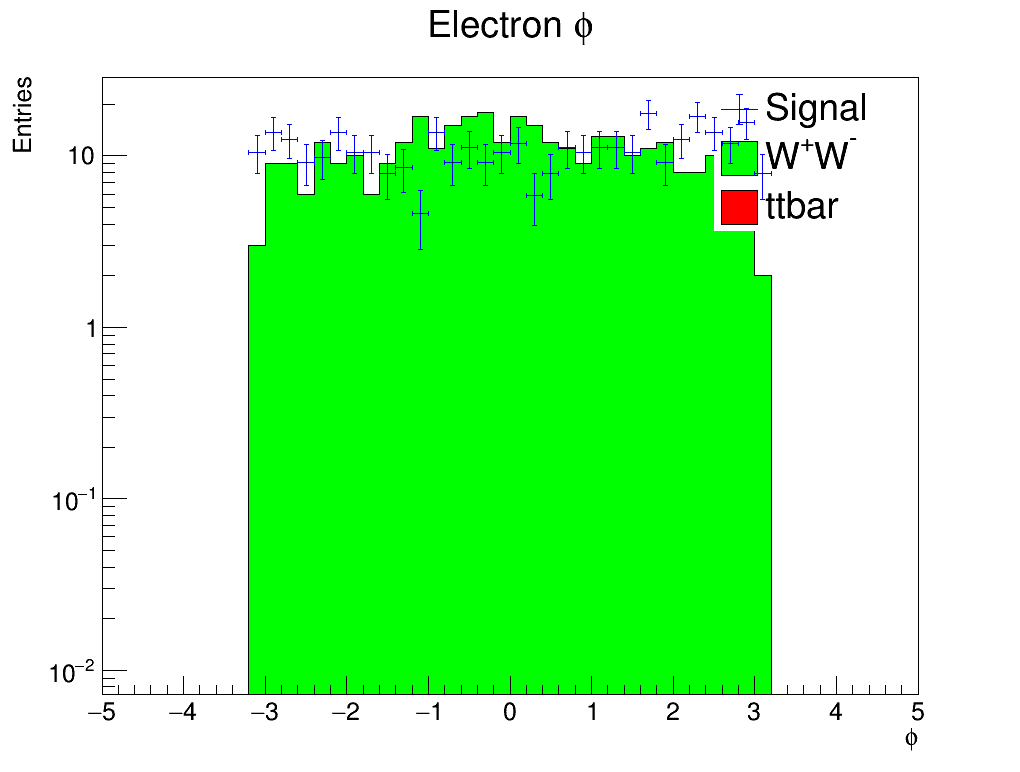 Electron ϕ
Entries
Signal
W⁺W⁻
ttbar
10
1
10⁻¹
10⁻²
−5 −4 −3 −2 −1 0 1 2 3 4 5
ϕ